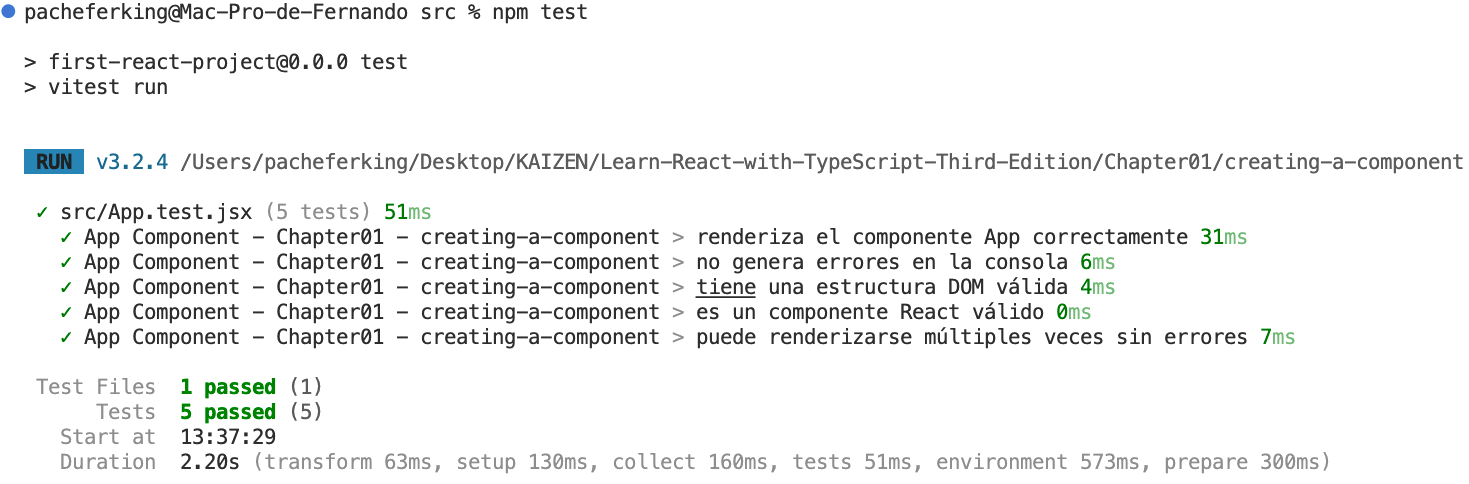 pacheferking@Mac-Pro-de-Fernando src % npm test
> first-react-project@0.0.0 test
> vitest run
RUN v3.2.4 /Users/pacheferking/Desktop/KAIZEN/Learn-React-with-TypeScript-Third-Edition/Chapter01/creating-a-component
✓ src/App.test.jsx (5 tests) 51ms
✓ App Component - Chapter01 - creating-a-component > renderiza el componente App correctamente 31ms
✓ App Component - Chapter01 - creating-a-component > no genera errores en la consola 6ms
✓ App Component - Chapter01 - creating-a-component > tiene una estructura DOM válida 4ms
✓ App Component - Chapter01 - creating-a-component > es un componente React válido 0ms
✓ App Component - Chapter01 - creating-a-component > puede renderizarse múltiples veces sin errores 7ms
Test Files 1 passed (1)
Tests 5 passed (5)
Start at 13:37:29
Duration 2.20s (transform 63ms, setup 130ms, collect 160ms, tests 51ms, environment 573ms, prepare 300ms)